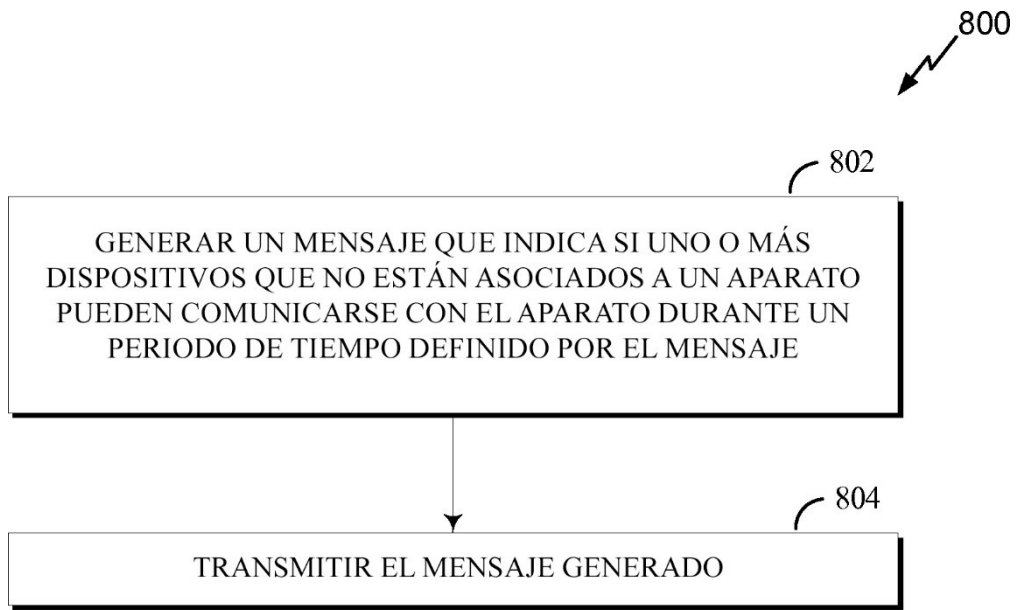 800
802
GENERAR UN MENSAJE QUE INDICA SI UNO O MÁS
DISPOSITIVOS QUE NO ESTÁN ASOCIADOS A UN APARATO
PUEDEN COMUNICARSE CON EL APARATO DURANTE UN
PERIODO DE TIEMPO DEFINIDO POR EL MENSAJE
804
TRANSMITIR EL MENSAJE GENERADO